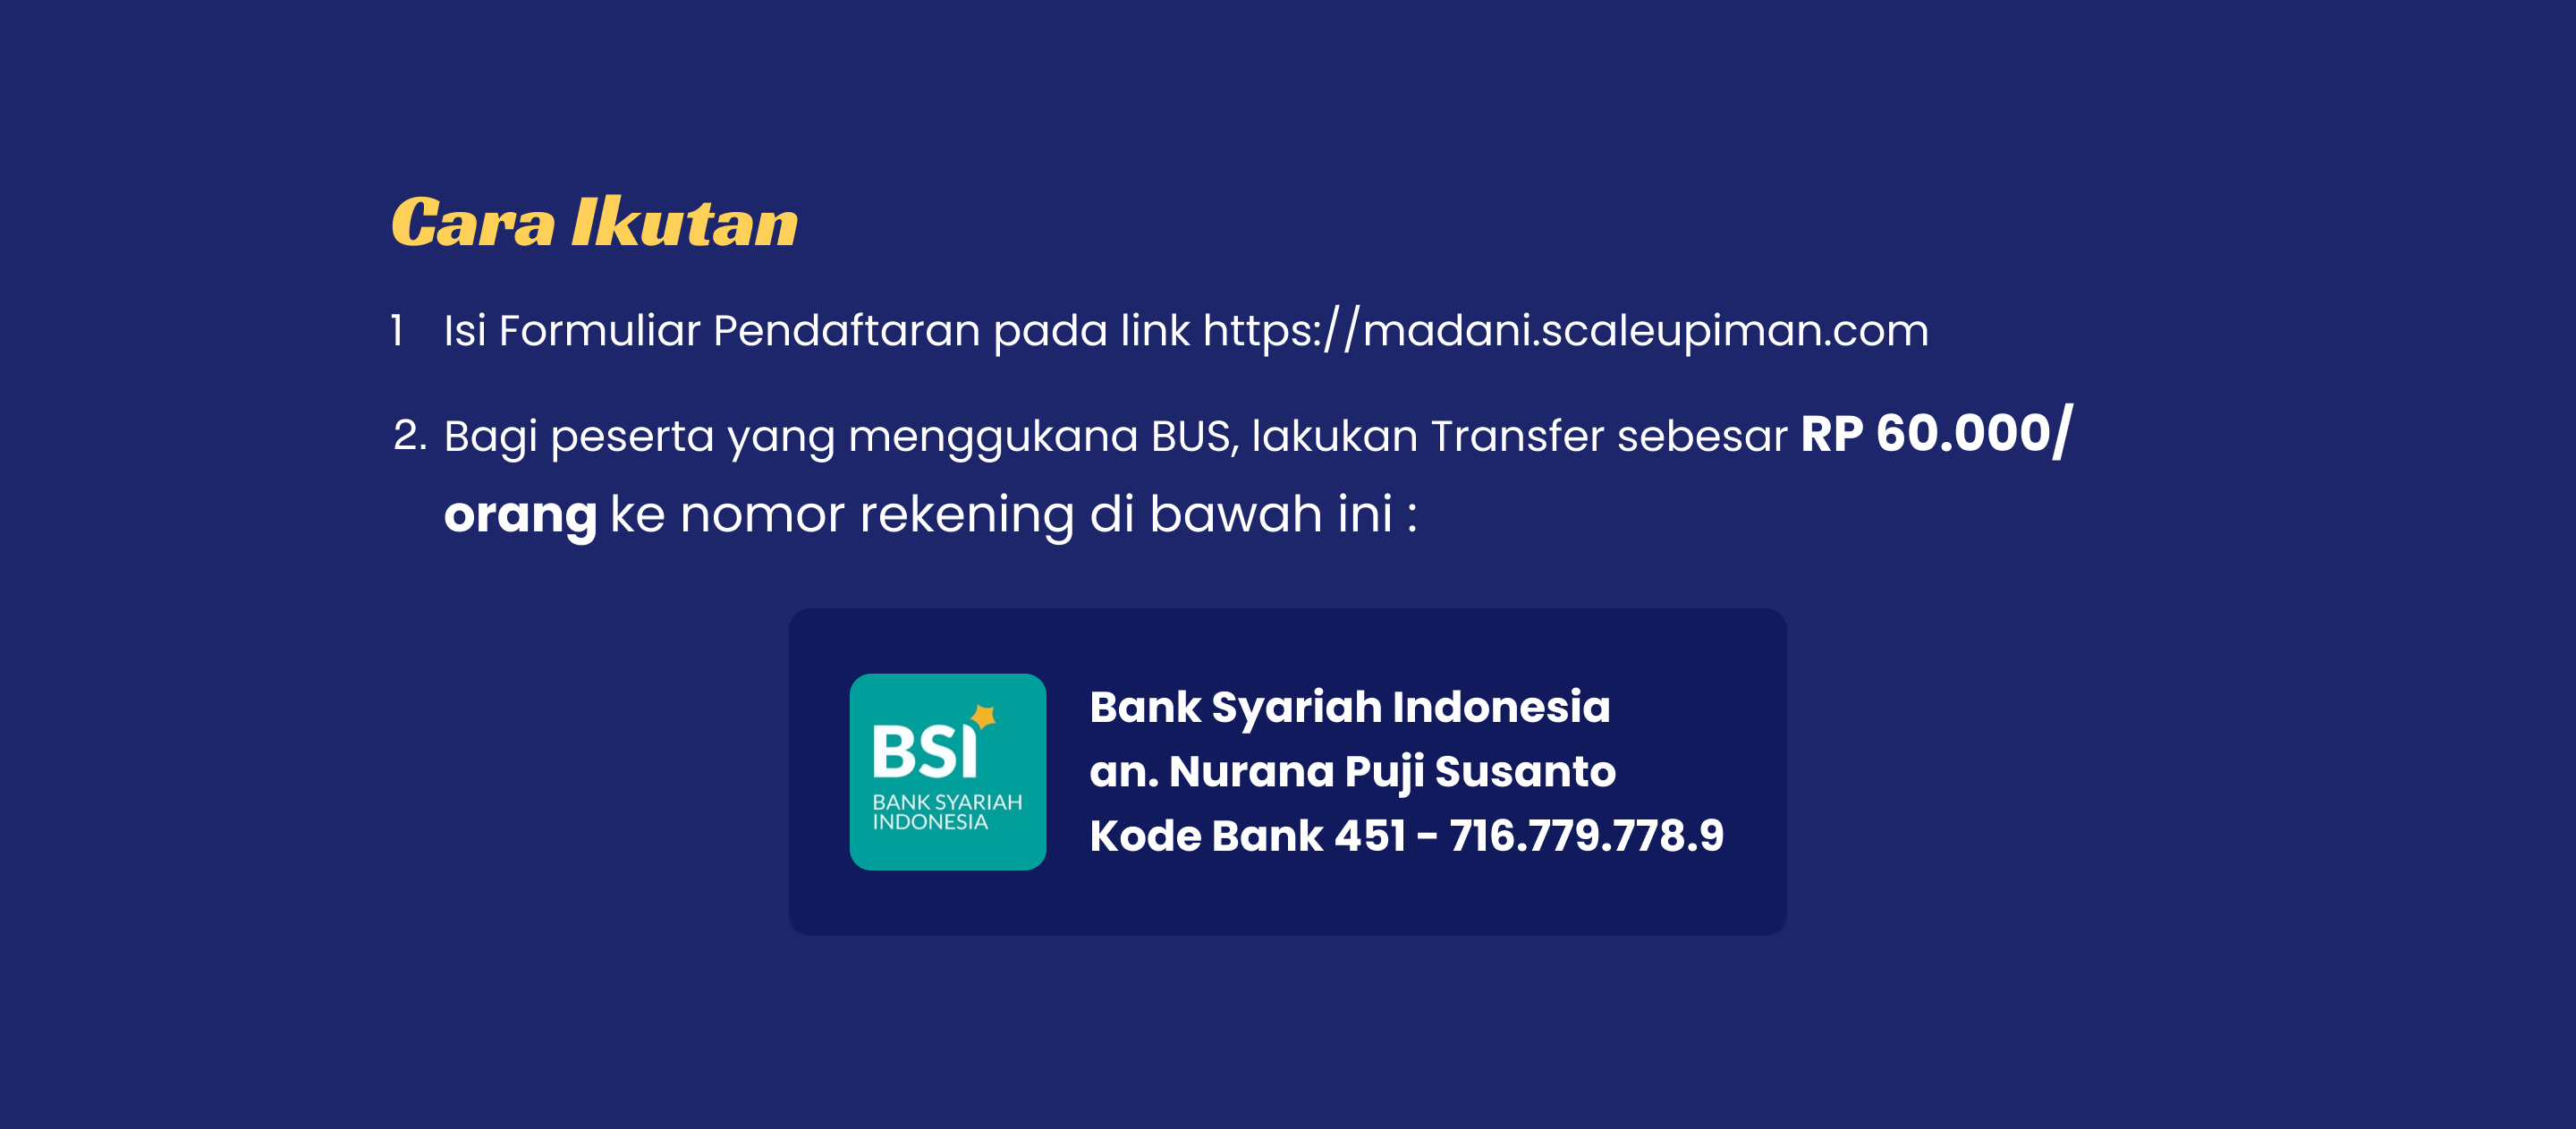 Cara Ikutan
1 Isi Formuliar Pendaftaran pada link https://madani.scaleupiman.com
2. Bagi peserta yang menggukana BUS, lakukan Transfer sebesar RP 60.000/
orang ke nomor rekening di bawah ini :
BSI
BANK SYARIAH
INDONESIA
Bank Syariah Indonesia
an. Nurana Puji Susanto
Kode Bank 451 - 716.779.778.9